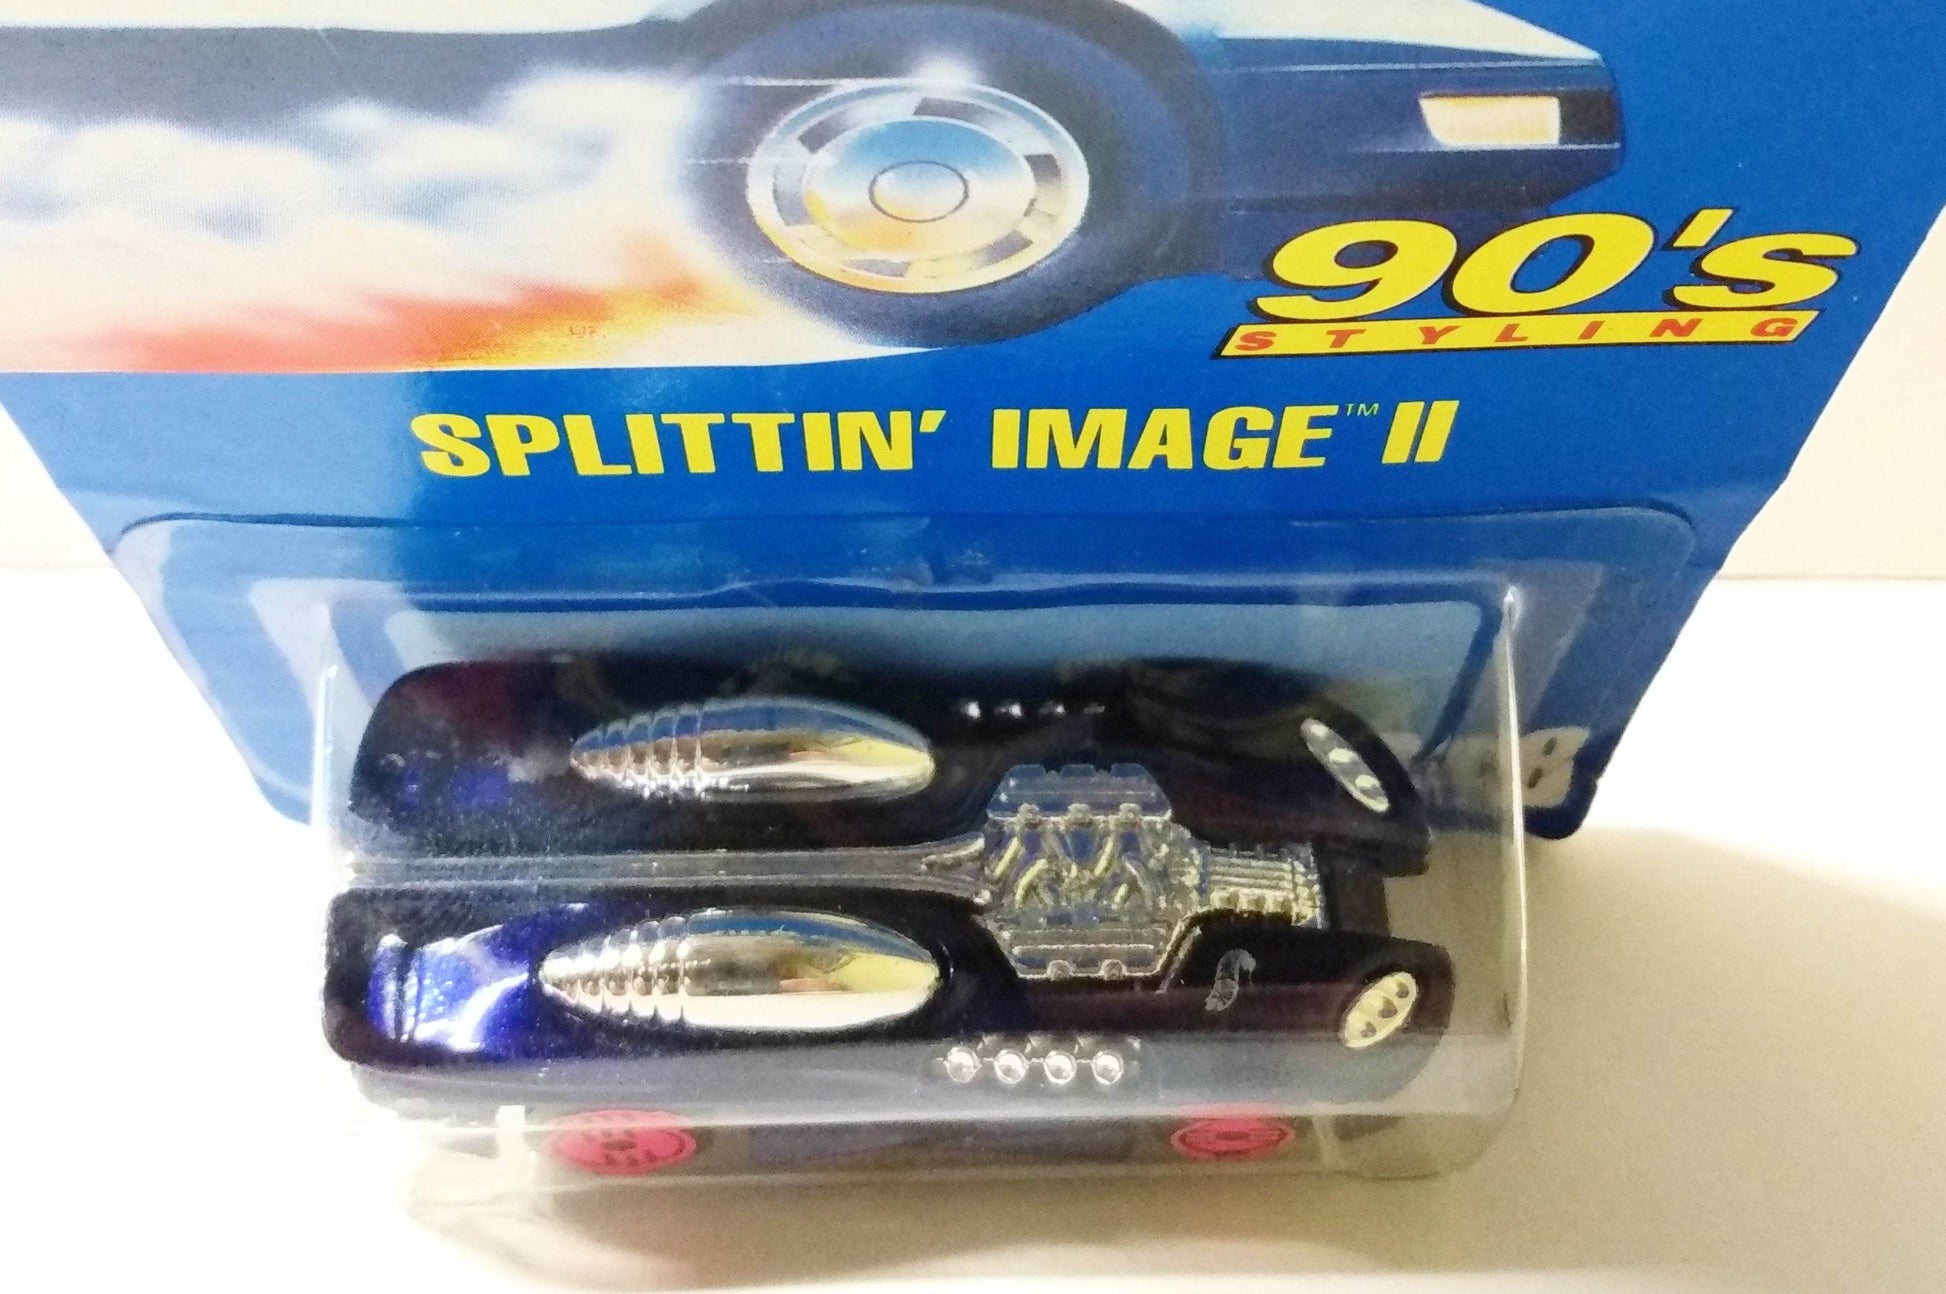 90's
STYLING
SPLITTIN' IMAGE™ II